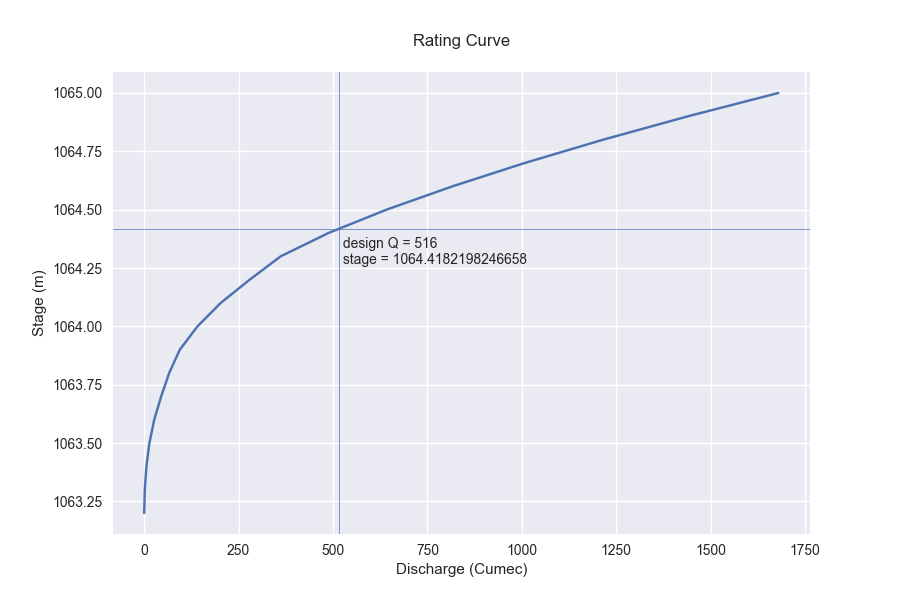 Rating Curve
1065.00
1064.75
1064.50
1064.25
1064.00
1063.75
1063.50
1063.25
Stage (m)
design Q = 516
stage = 1064.4182198246658
0 250 500 750 1000 1250 1500 1750
Discharge (Cumec)